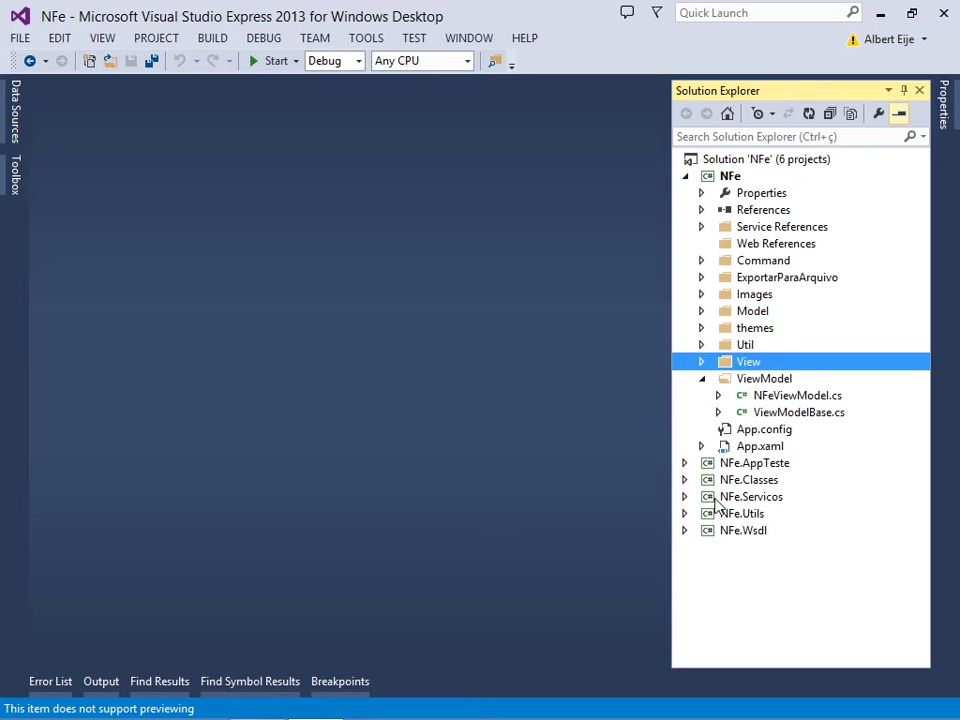 NFe - Microsoft Visual Studio Express 2013 for Windows Desktop
Quick Launch
FILE EDIT VIEW PROJECT BUILD DEBUG TEAM TOOLS TEST WINDOW HELP
Albert Eije
Start Debug Any CPU
Data Sources
Toolbox
Solution Explorer
Properties
Search Solution Explorer (Ctrl+ç)
Solution 'NFe' (6 projects)
NFe
Properties
References
Service References
Web References
Command
ExportarParaArquivo
Images
Model
themes
Util
View
ViewModel
NFeViewModel.cs
ViewModelBase.cs
App.config
App.xaml
NFe.AppTeste
NFe.Classes
NFe.Servicos
NFe.Utils
NFe.Wsdl
Error List Output Find Results Find Symbol Results Breakpoints
This item does not support previewing